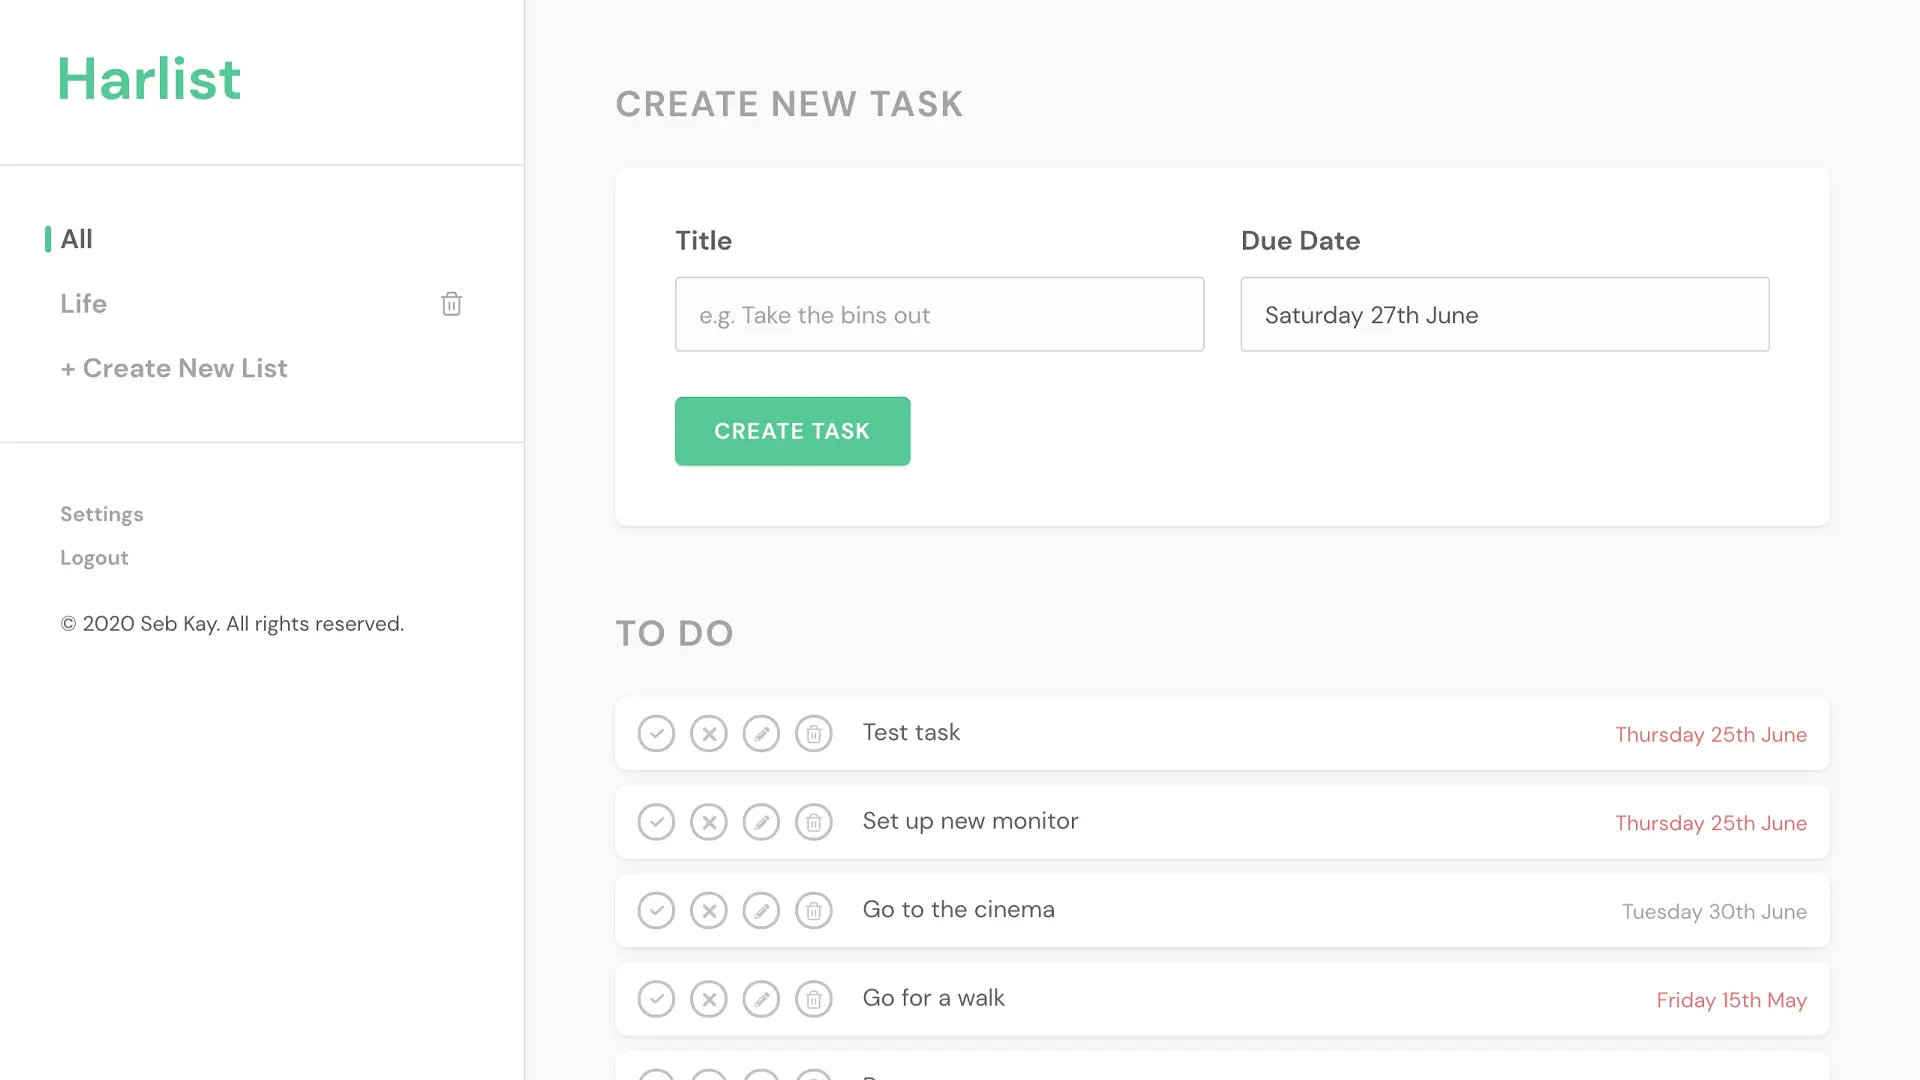 Harlist
All
Life
+ Create New List
Settings
Logout
© 2020 Seb Kay. All rights reserved.
CREATE NEW TASK
Title
Due Date
e.g. Take the bins out
Saturday 27th June
CREATE TASK
TO DO
Test task
Thursday 25th June
Set up new monitor
Thursday 25th June
Go to the cinema
Tuesday 30th June
Go for a walk
Friday 15th May